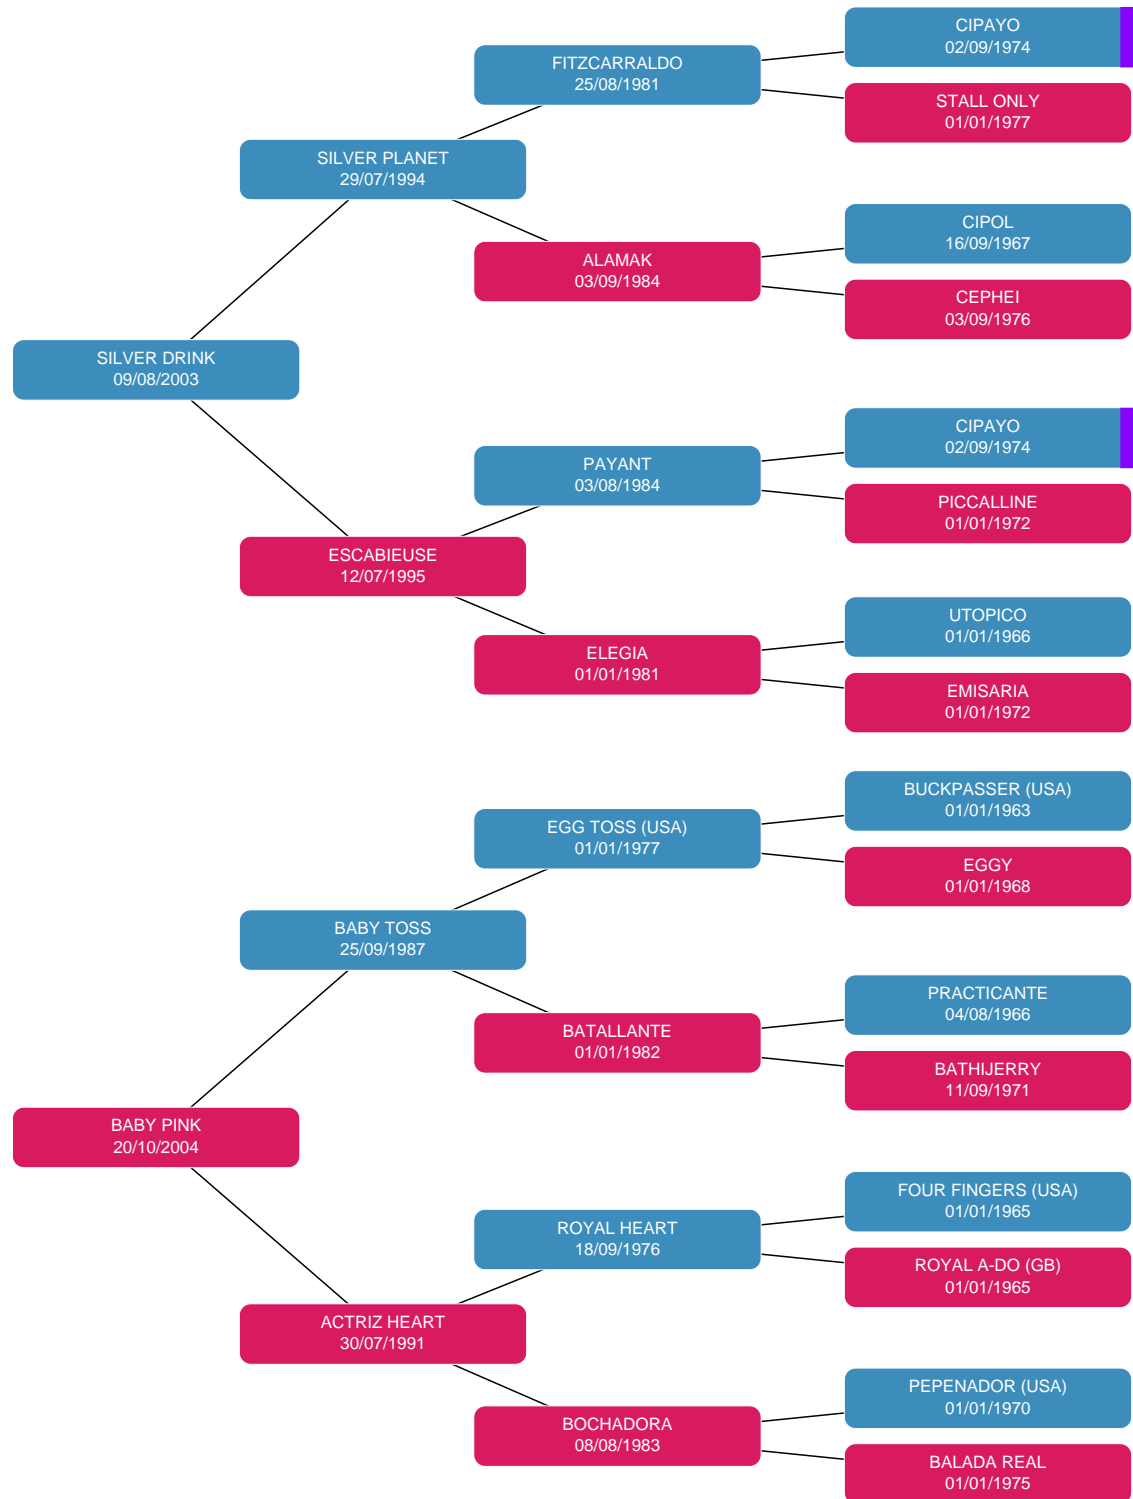 CIPAYO
02/09/1974
FITZCARRALDO
25/08/1981
STALL ONLY
01/01/1977
SILVER PLANET
29/07/1994
CIPOL
16/09/1967
ALAMAK
03/09/1984
CEPHEI
03/09/1976
SILVER DRINK
09/08/2003
CIPAYO
02/09/1974
PAYANT
03/08/1984
PICCALLINE
01/01/1972
ESCABIEUSE
12/07/1995
UTOPICO
01/01/1966
ELEGIA
01/01/1981
EMISARIA
01/01/1972
BUCKPASSER (USA)
01/01/1963
EGG TOSS (USA)
01/01/1977
EGGY
01/01/1968
BABY TOSS
25/09/1987
PRACTICANTE
04/08/1966
BATALLANTE
01/01/1982
BATHIJERRY
11/09/1971
BABY PINK
20/10/2004
FOUR FINGERS (USA)
01/01/1965
ROYAL HEART
18/09/1976
ROYAL A-DO (GB)
01/01/1965
ACTRIZ HEART
30/07/1991
PEPENADOR (USA)
01/01/1970
BOCHADORA
08/08/1983
BALADA REAL
01/01/1975